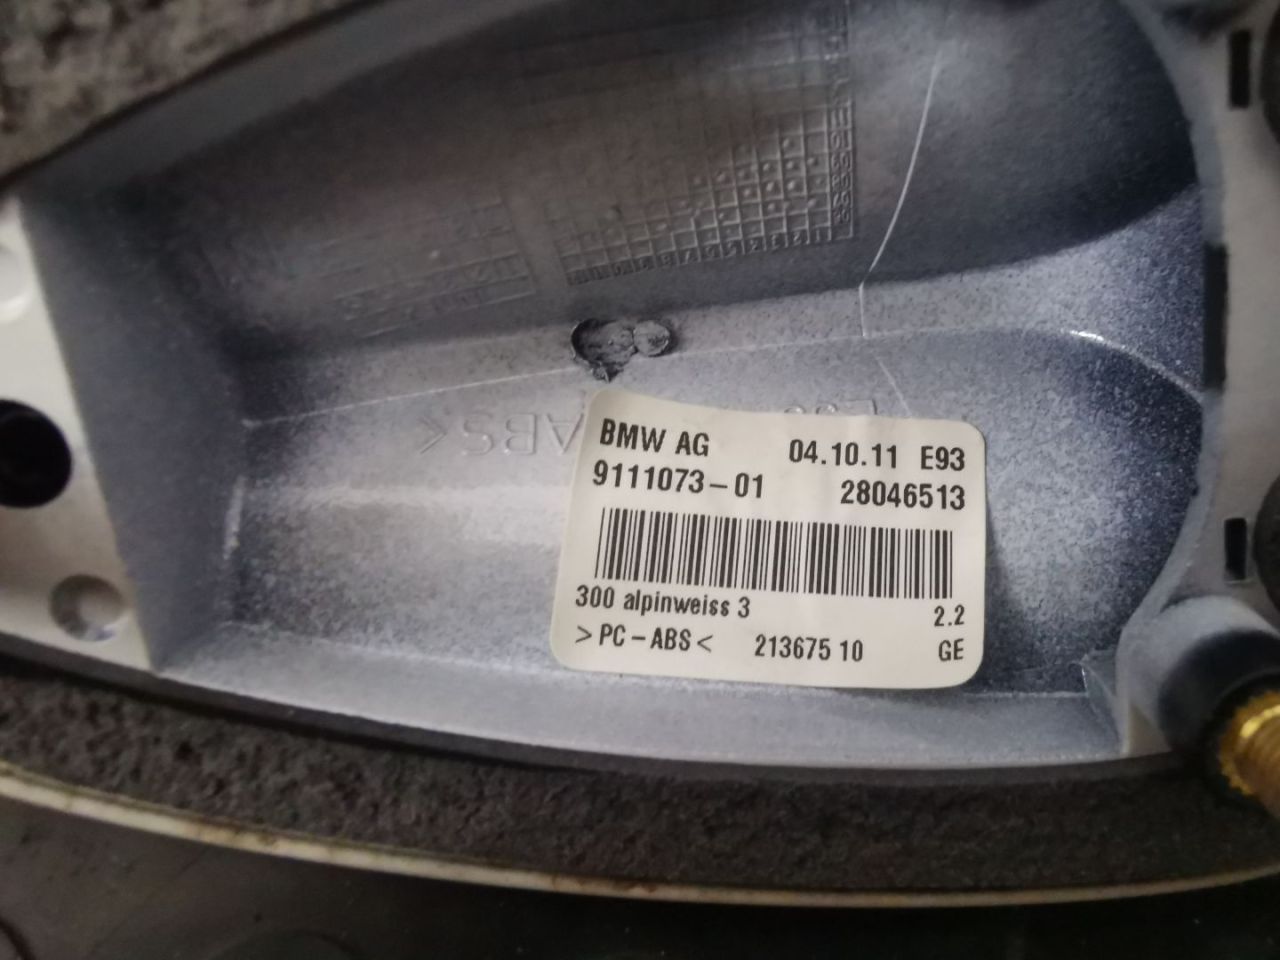 BMW AG 04.10.11 E93
9111073-01 28046513
300 alpinweiss 3 2.2
>PC-ABS< 213675 10 GE
ABS<